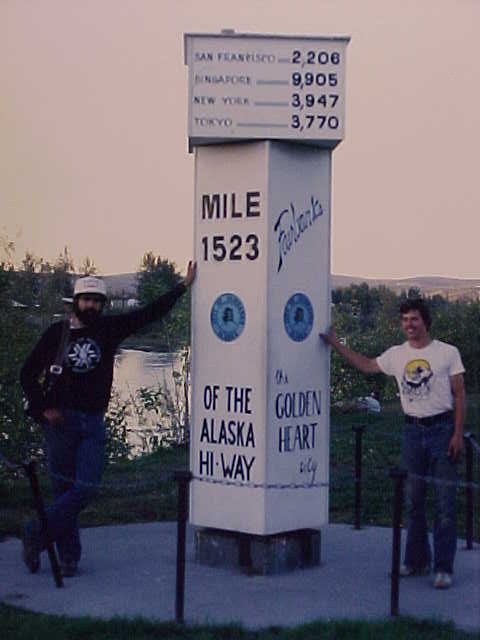 SAN FRANCISCO — 2,206
SINGAPORE — 9,905
NEW YORK — 3,947
TOKYO — 3,770
MILE
1523
OF THE
ALASKA
HI-WAY
Fairbanks
the
GOLDEN
HEART
city